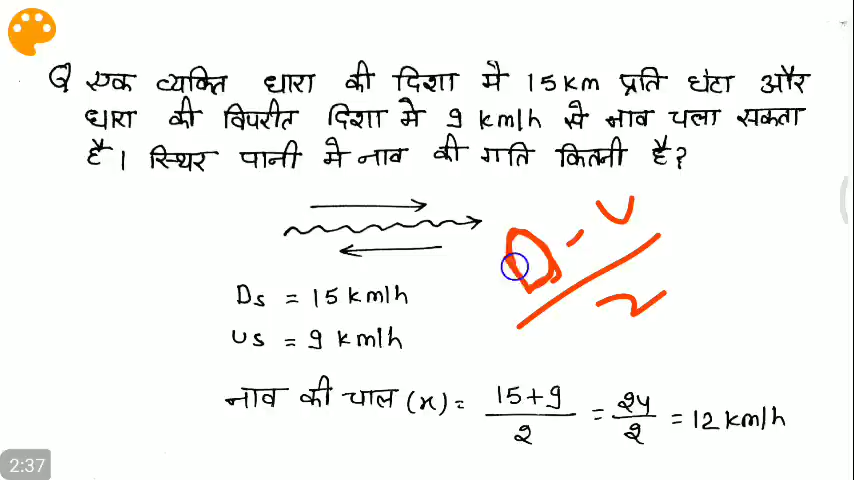 Q एक व्यक्ति धारा की दिशा मे 15 km प्रति घंटा और
धारा की विपरीत दिशा मे 9 km/h से नाव चला सकता
है। स्थिर पानी मे नाव की गति कितनी है?
D - U / 2
Ds = 15 km/h
Us = 9 km/h
नाव की चाल (x) = 15+9 / 2 = 24 / 2 = 12 km/h
2:37